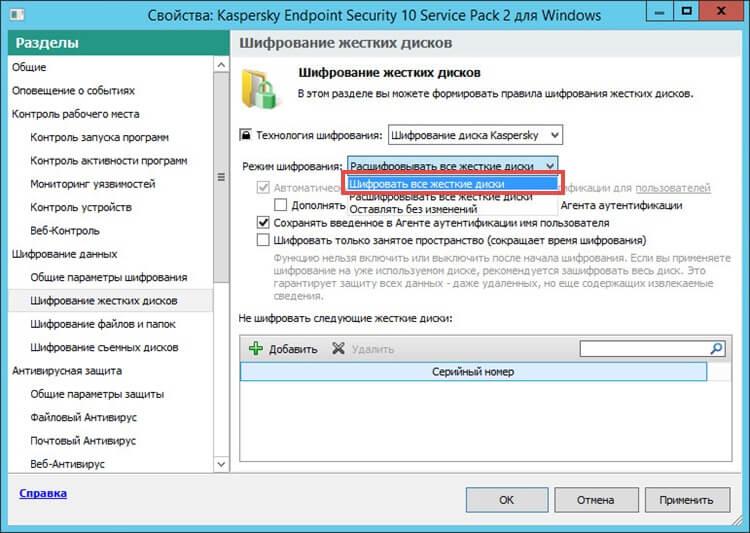 Свойства: Kaspersky Endpoint Security 10 Service Pack 2 для Windows
Разделы
Общие
Оповещение о событиях
Контроль рабочего места
Контроль запуска программ
Контроль активности программ
Мониторинг уязвимостей
Контроль устройств
Веб-Контроль
Шифрование данных
Общие параметры шифрования
Шифрование жестких дисков
Шифрование файлов и папок
Шифрование съемных дисков
Антивирусная защита
Общие параметры защиты
Файловый Антивирус
Почтовый Антивирус
Веб-Антивирус
Справка
Шифрование жестких дисков
Шифрование жестких дисков
В этом разделе вы можете формировать правила шифрования жестких дисков.
Технология шифрования: Шифрование диска Kaspersky
Режим шифрования: Расшифровывать все жесткие диски
Шифровать все жесткие диски
Расшифровывать все жесткие диски
Оставлять без изменений
Автоматичес фикации для пользователей
Дополнять Агента аутентификации
Сохранять введенное в Агенте аутентификации имя пользователя
Шифровать только занятое пространство (сокращает время шифрования)
Функцию нельзя включить или выключить после начала шифрования. Если вы применяете
шифрование на уже используемом диске, рекомендуется зашифровать весь диск. Это
гарантирует защиту всех данных - даже удаленных, но еще содержащих извлекаемые
сведения.
Не шифровать следующие жесткие диски:
Добавить Удалить
Серийный номер
ОК Отмена Применить